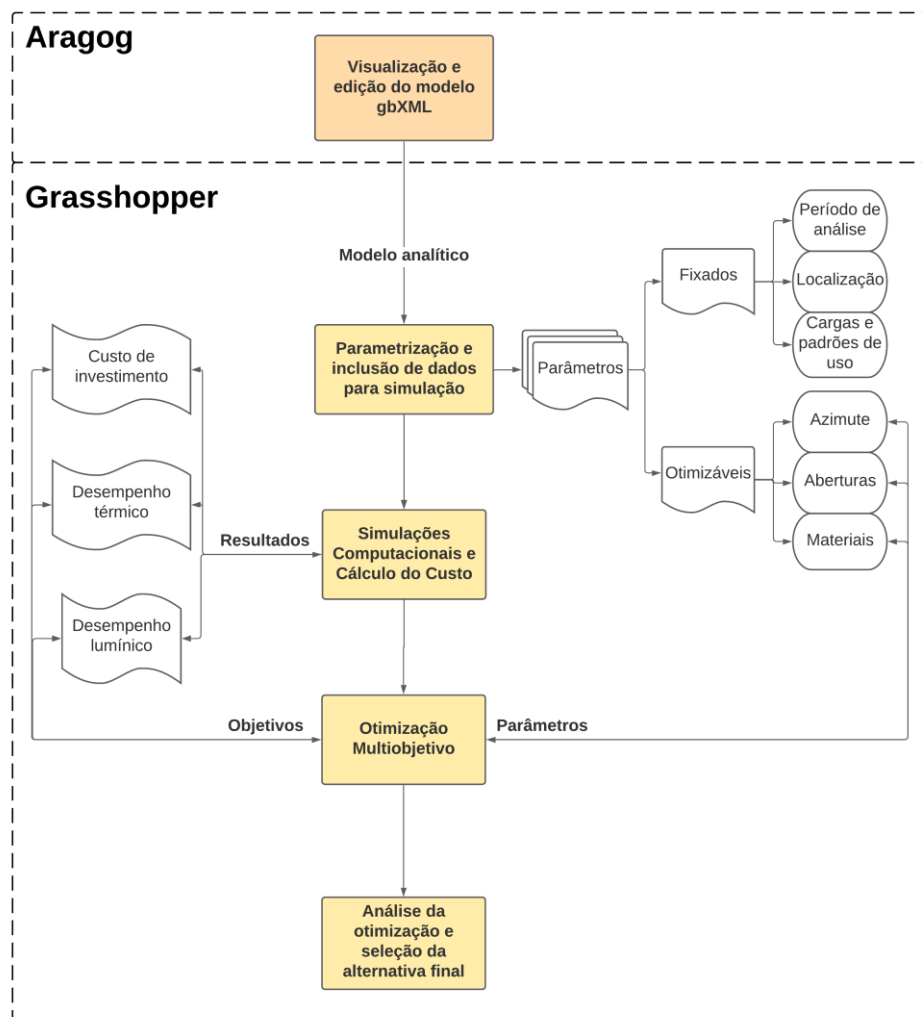 Aragog
Visualização e
edição do modelo
gbXML
Grasshopper
Modelo analítico
Fixados
Período de
análise
Localização
Cargas e
padrões de
uso
Custo de
investimento
Parametrização e
inclusão de dados
para simulação
Parâmetros
Otimizáveis
Azimute
Aberturas
Materiais
Desempenho
térmico
Resultados
Simulações
Computacionais e
Cálculo do Custo
Desempenho
lumínico
Objetivos
Otimização
Multiobjetivo
Parâmetros
Análise da
otimização e
seleção da
alternativa final